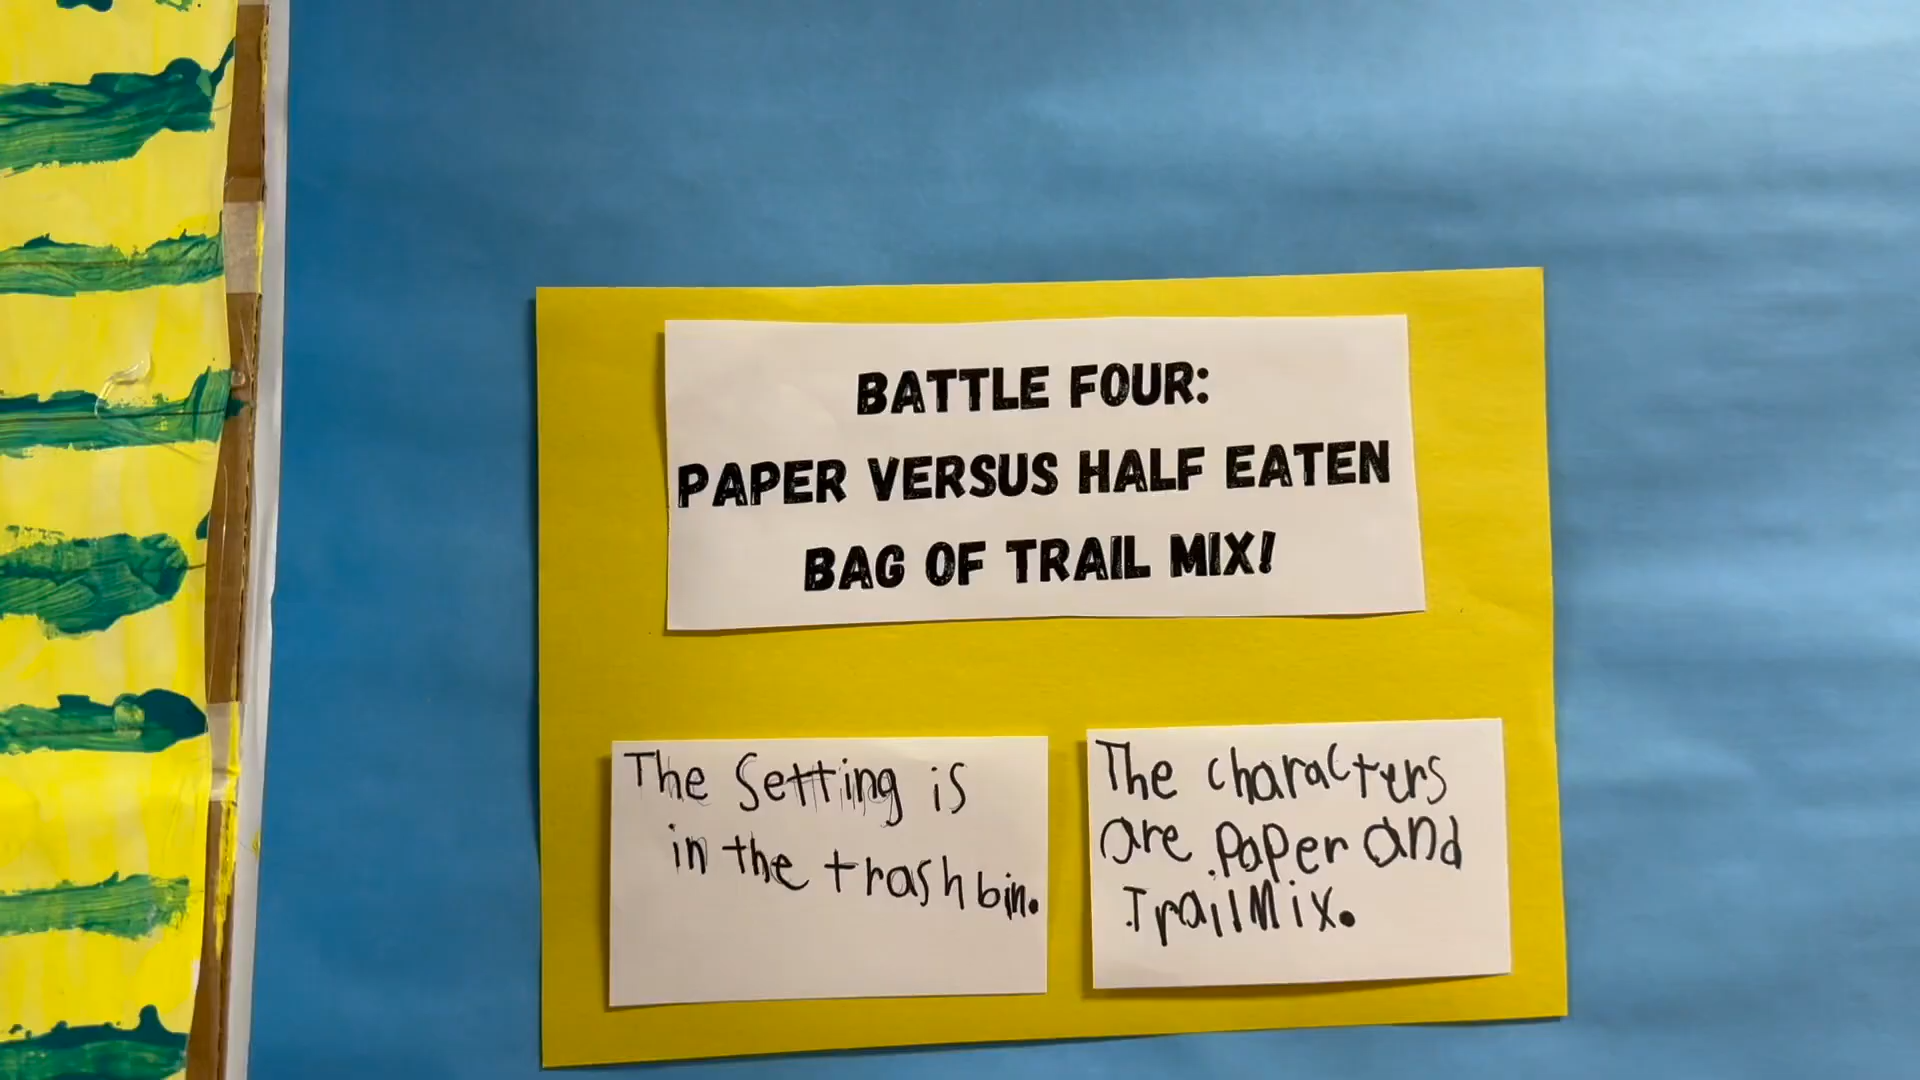 BATTLE FOUR:
PAPER VERSUS HALF EATEN
BAG OF TRAIL MIX!
The Setting is
in the trash bin.
The characters
are paper and
TrailMix.